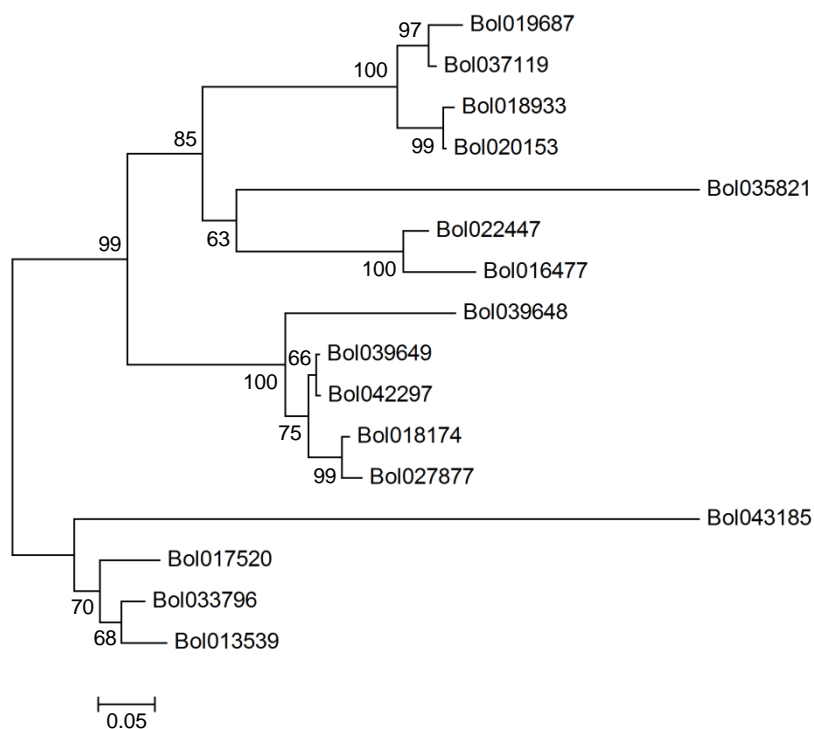 97
Bol019687
100
Bol037119
Bol018933
99
Bol020153
85
Bol035821
63
Bol022447
99
100
Bol016477
Bol039648
66
Bol039649
100
Bol042297
75
Bol018174
99
Bol027877
Bol043185
Bol017520
70
Bol033796
68
Bol013539
0.05